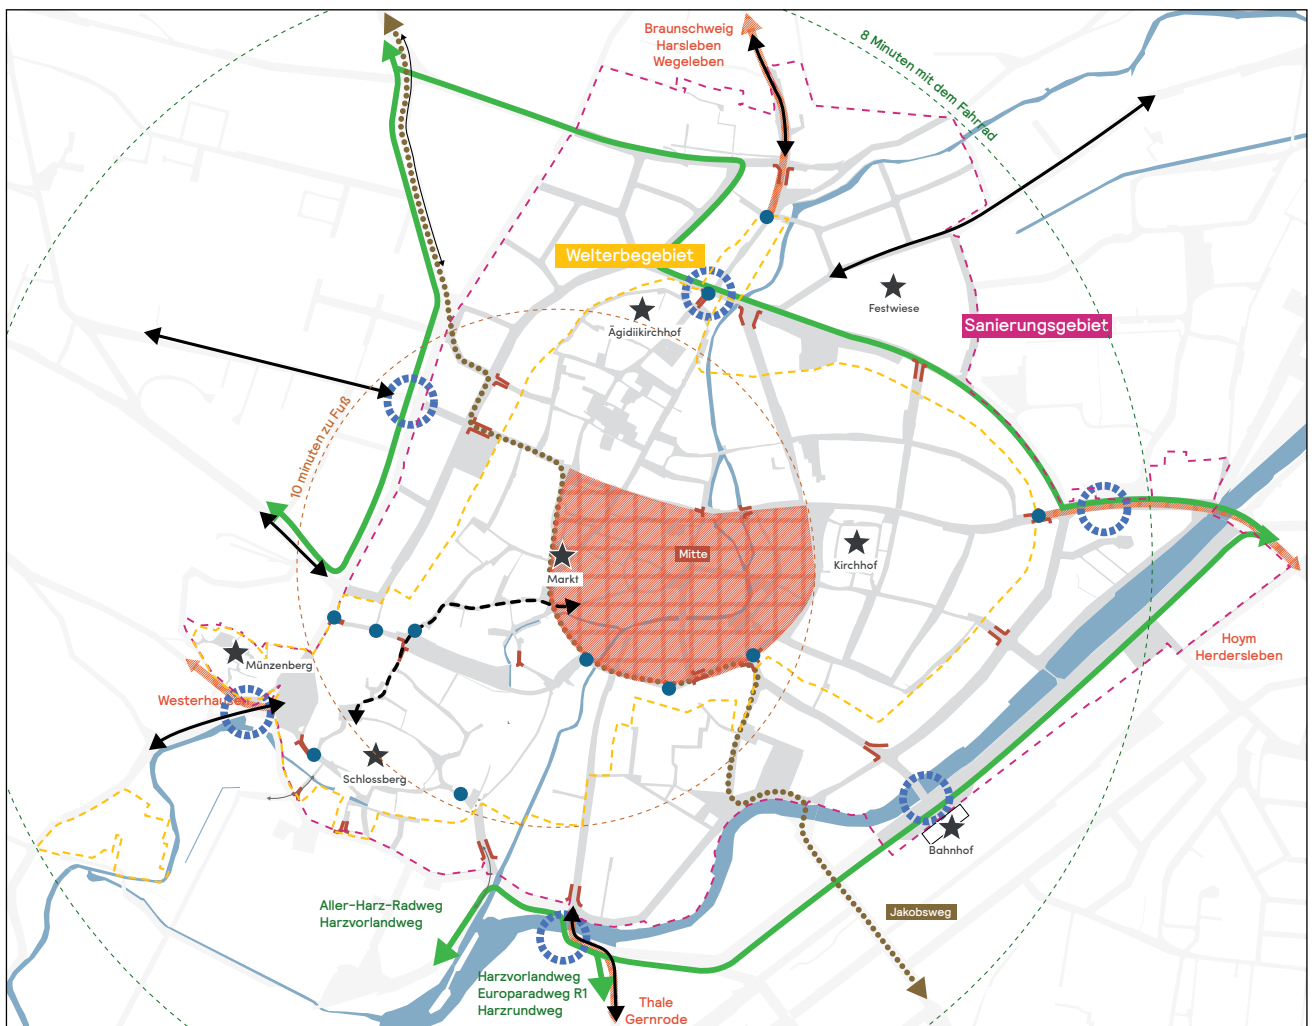 Braunschweig
Harsleben
Wegeleben
8 Minuten mit dem Fahrrad
Welterbegebiet
Festwiese
Ägidiikirchhof
Sanierungsgebiet
10 minuten zu Fuß
Mitte
Markt
Kirchhof
Hoym
Herdersleben
Münzenberg
Westerhausen
Schlossberg
Bahnhof
Aller-Harz-Radweg
Harzvorlandweg
Jakobsweg
Harzvorlandweg
Europaradweg R1
Harzrundweg
Thale
Gernrode